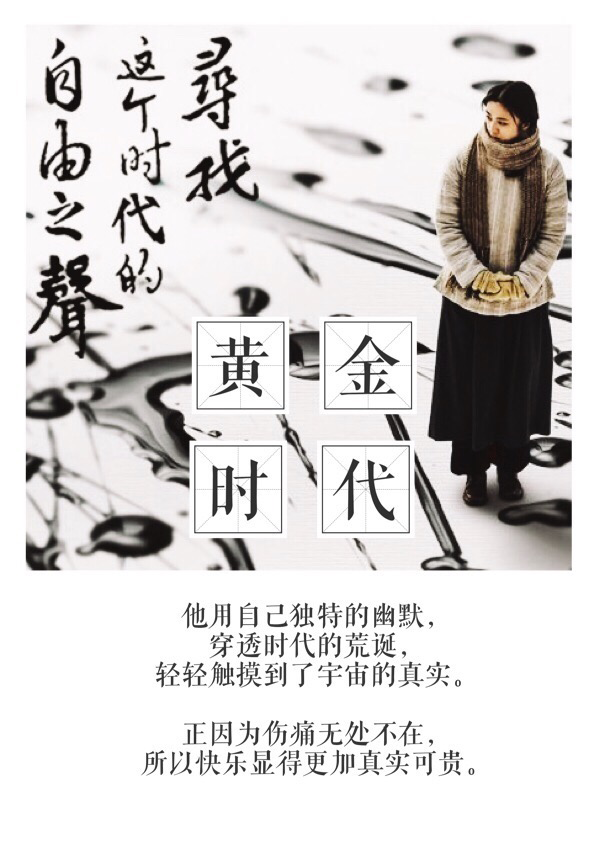 尋找
这个时代的
自由之聲
黄金
时代
他用自己独特的幽默，
穿透时代的荒诞，
轻轻触摸到了宇宙的真实。
正因为伤痛无处不在，
所以快乐显得更加真实可贵。